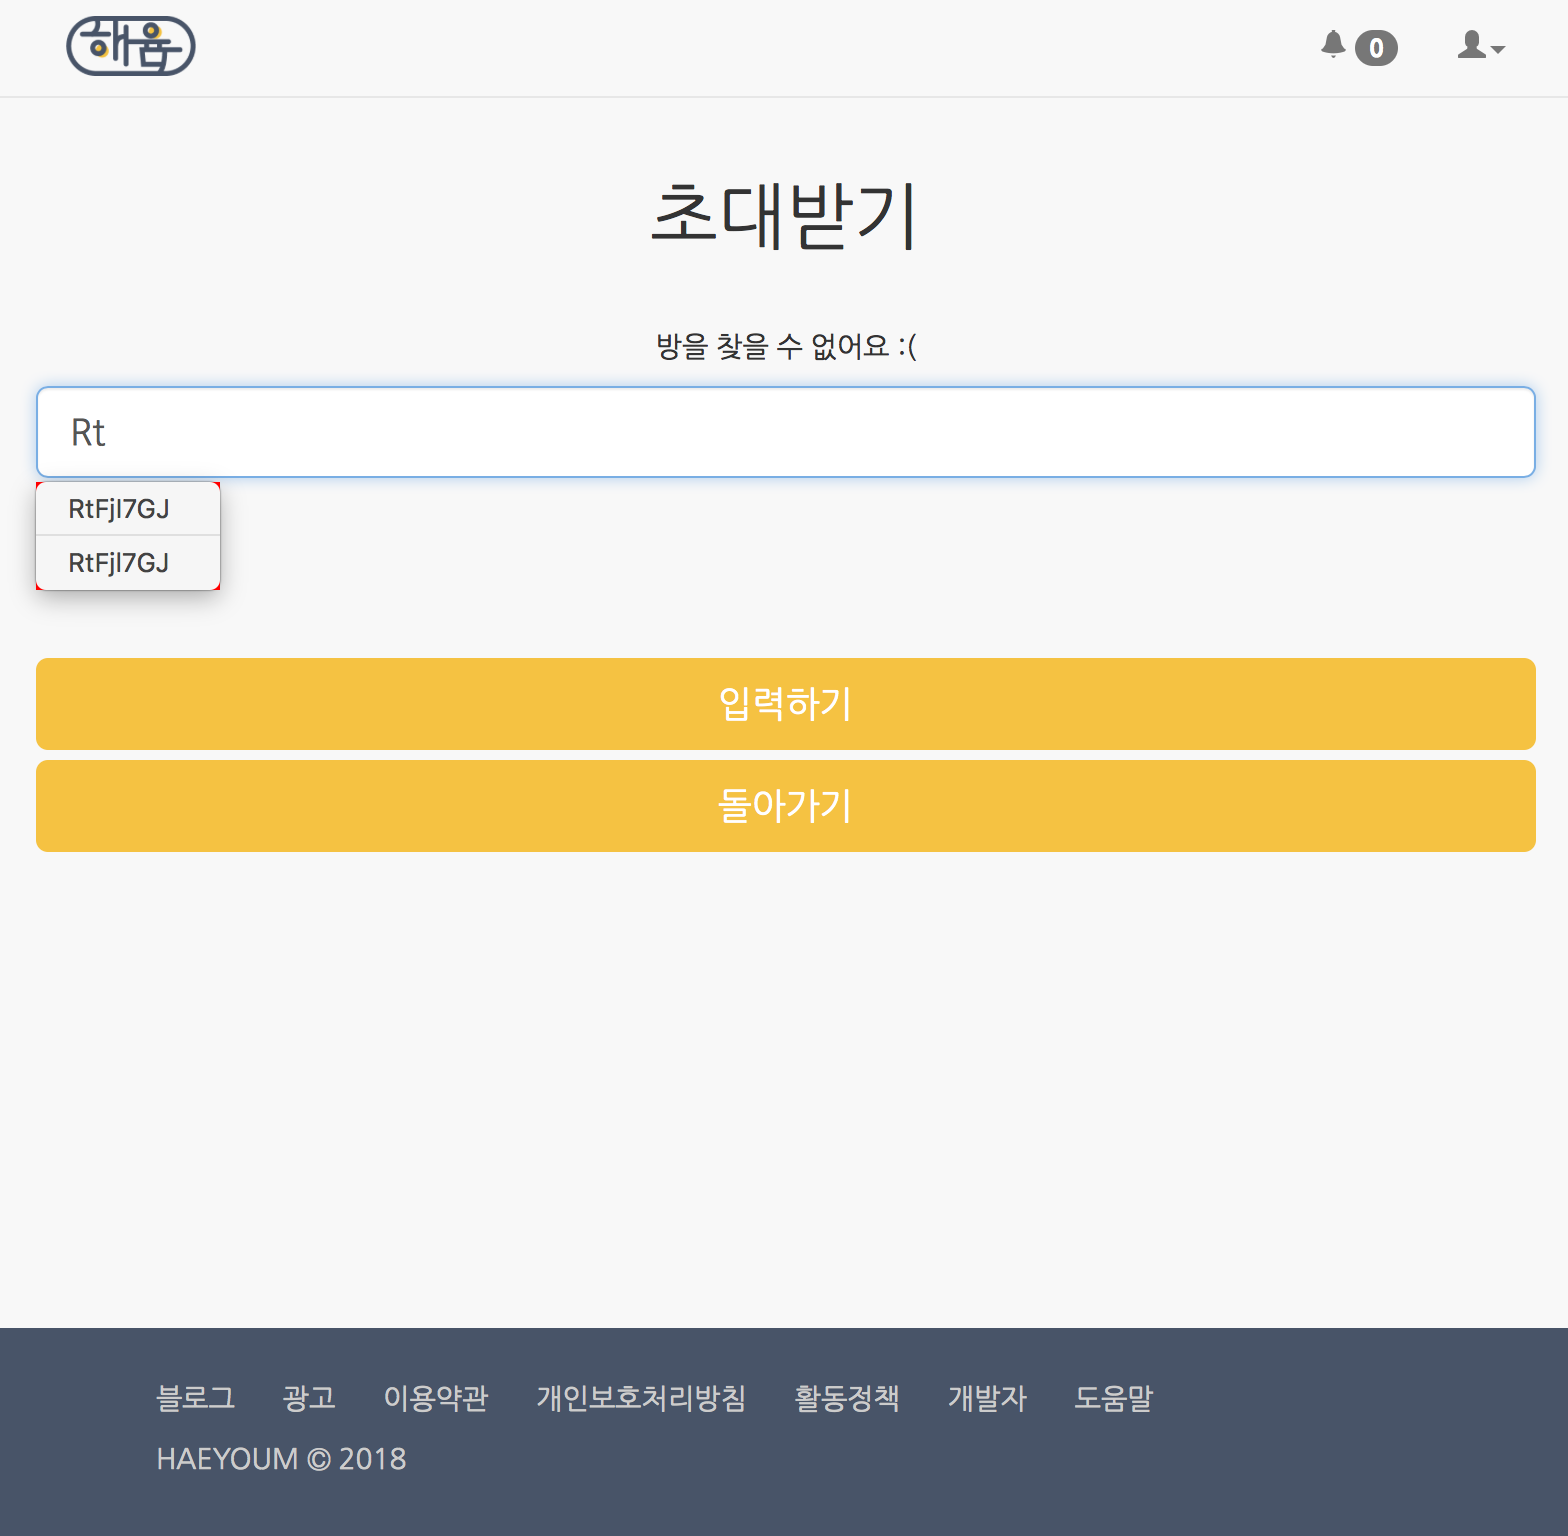 해윰
0
초대받기
방을 찾을 수 없어요 :(
Rt
RtFjI7GJ
RtFjl7GJ
입력하기
돌아가기
블로그 광고 이용약관 개인보호처리방침 활동정책 개발자 도움말
HAEYOUM © 2018